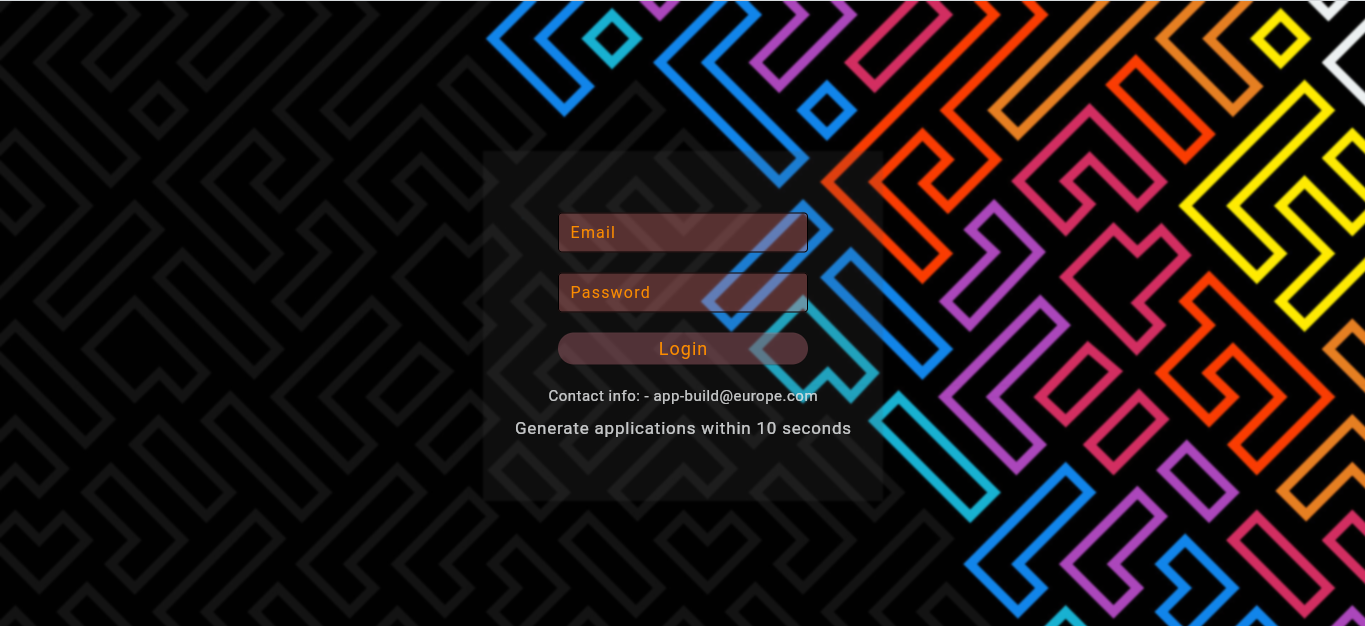 Email
Password
Login
Contact info: - app-build@europe.com
Generate applications within 10 seconds